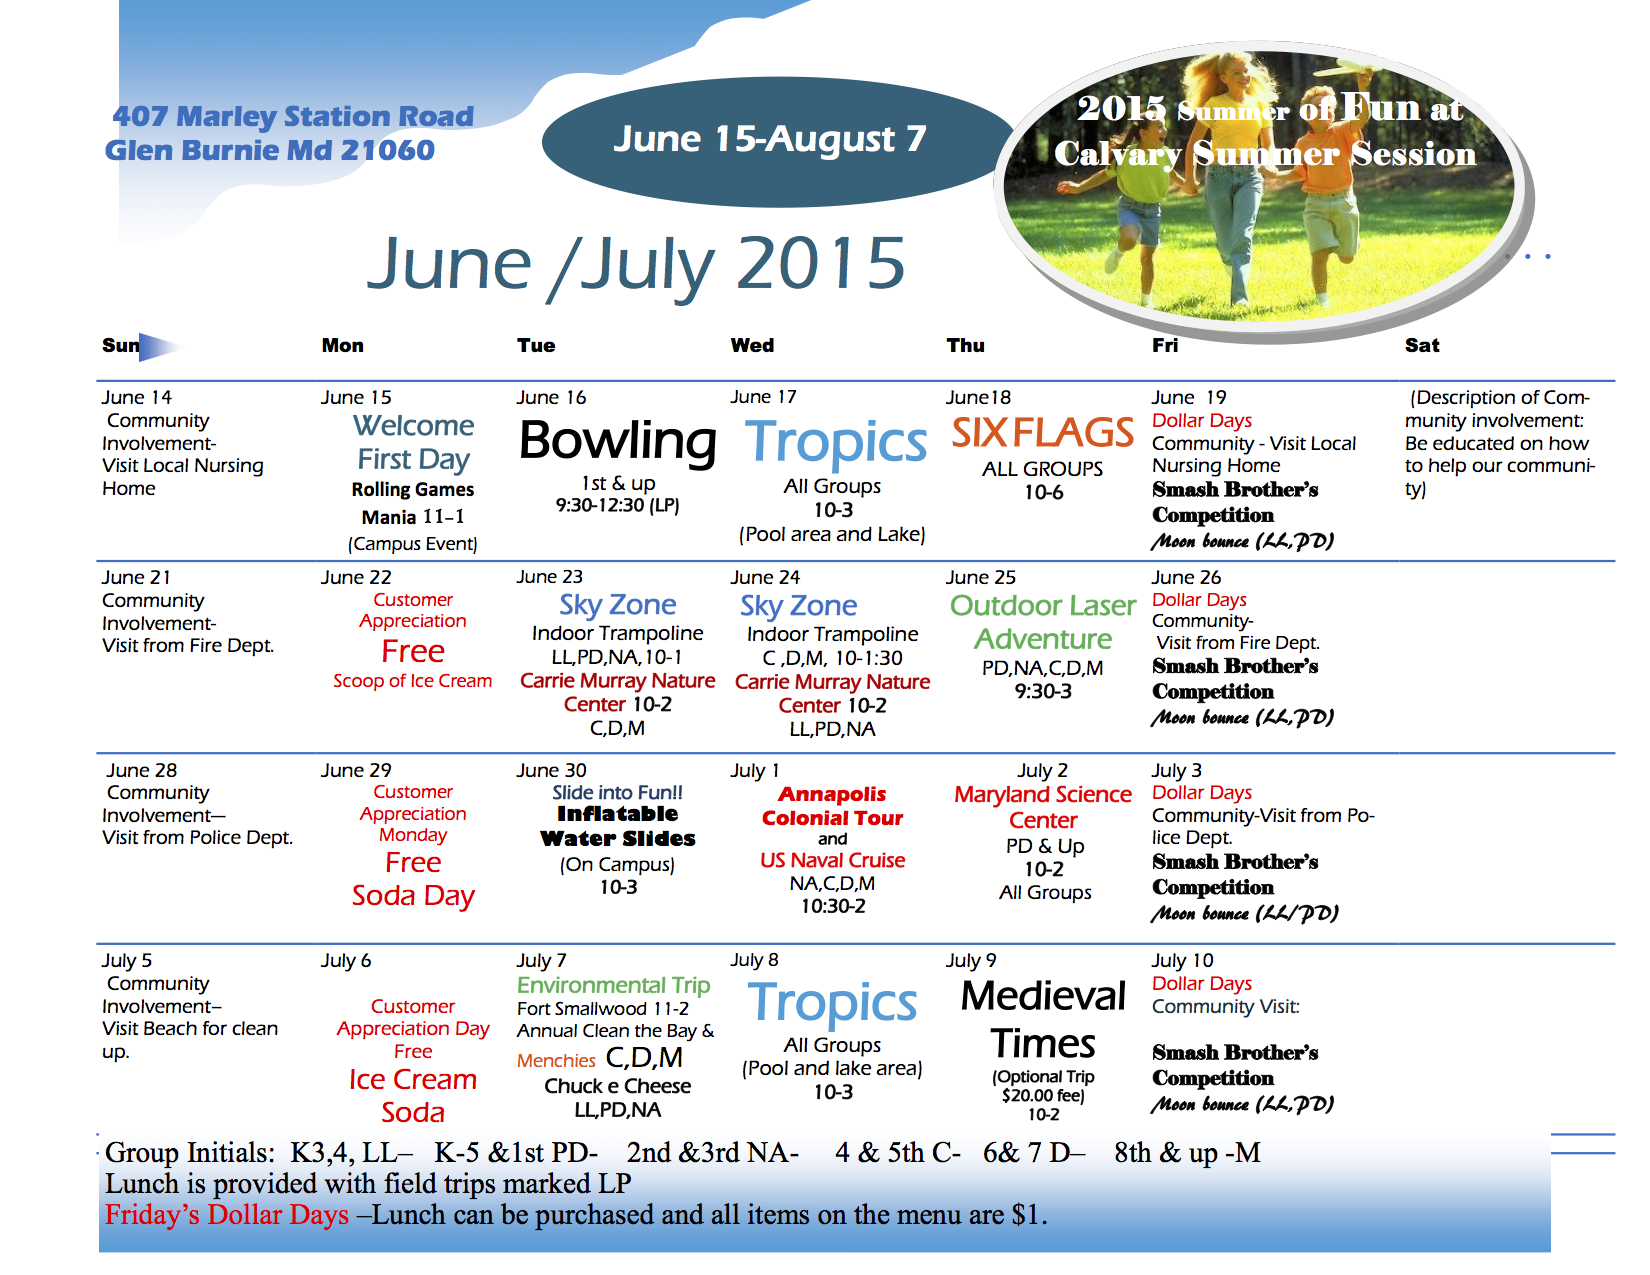 407 Marley Station Road
Glen Burnie Md 21060
June 15-August 7
2015 Summer of Fun at
Calvary Summer Session
June /July 2015
Sun
Mon
Tue
Wed
Thu
Fri
Sat
June 14
Community
Involvement-
Visit Local Nursing
Home
June 15
Welcome
First Day
Rolling Games
Mania 11-1
(Campus Event)
June 16
Bowling
1st & up
9:30-12:30 (LP)
June 17
Tropics
All Groups
10-3
(Pool area and Lake)
June18
SIX FLAGS
ALL GROUPS
10-6
June 19
Dollar Days
Community - Visit Local
Nursing Home
Smash Brother's
Competition
Moon bounce (LL,PD)
(Description of Com-
munity involvement:
Be educated on how
to help our communi-
ty)
June 21
Community
Involvement-
Visit from Fire Dept.
June 22
Customer
Appreciation
Free
Scoop of Ice Cream
June 23
Sky Zone
Indoor Trampoline
LL,PD,NA,10-1
Carrie Murray Nature
Center 10-2
C,D,M
June 24
Sky Zone
Indoor Trampoline
C ,D,M, 10-1:30
Carrie Murray Nature
Center 10-2
LL,PD,NA
June 25
Outdoor Laser
Adventure
PD,NA,C,D,M
9:30-3
June 26
Dollar Days
Community-
Visit from Fire Dept.
Smash Brother's
Competition
Moon bounce (LL,PD)
June 28
Community
Involvement—
Visit from Police Dept.
June 29
Customer
Appreciation
Monday
Free
Soda Day
June 30
Slide into Fun!!
Inflatable
Water Slides
(On Campus)
10-3
July 1
Annapolis
Colonial Tour
and
US Naval Cruise
NA,C,D,M
10:30-2
July 2
Maryland Science
Center
PD & Up
10-2
All Groups
July 3
Dollar Days
Community-Visit from Po-
lice Dept.
Smash Brother's
Competition
Moon bounce (LL/PD)
July 5
Community
Involvement–
Visit Beach for clean
up.
July 6
Customer
Appreciation Day
Free
Ice Cream
Soda
July 7
Environmental Trip
Fort Smallwood 11-2
Annual Clean the Bay &
Menchies C,D,M
Chuck e Cheese
LL,PD,NA
July 8
Tropics
All Groups
(Pool and lake area)
10-3
July 9
Medieval
Times
(Optional Trip
$20.00 fee)
10-2
July 10
Dollar Days
Community Visit:
Smash Brother's
Competition
Moon bounce (LL,PD)
Group Initials: K3,4, LL– K-5 &1st PD- 2nd &3rd NA- 4 & 5th C- 6& 7 D– 8th & up -M
Lunch is provided with field trips marked LP
Friday's Dollar Days –Lunch can be purchased and all items on the menu are $1.